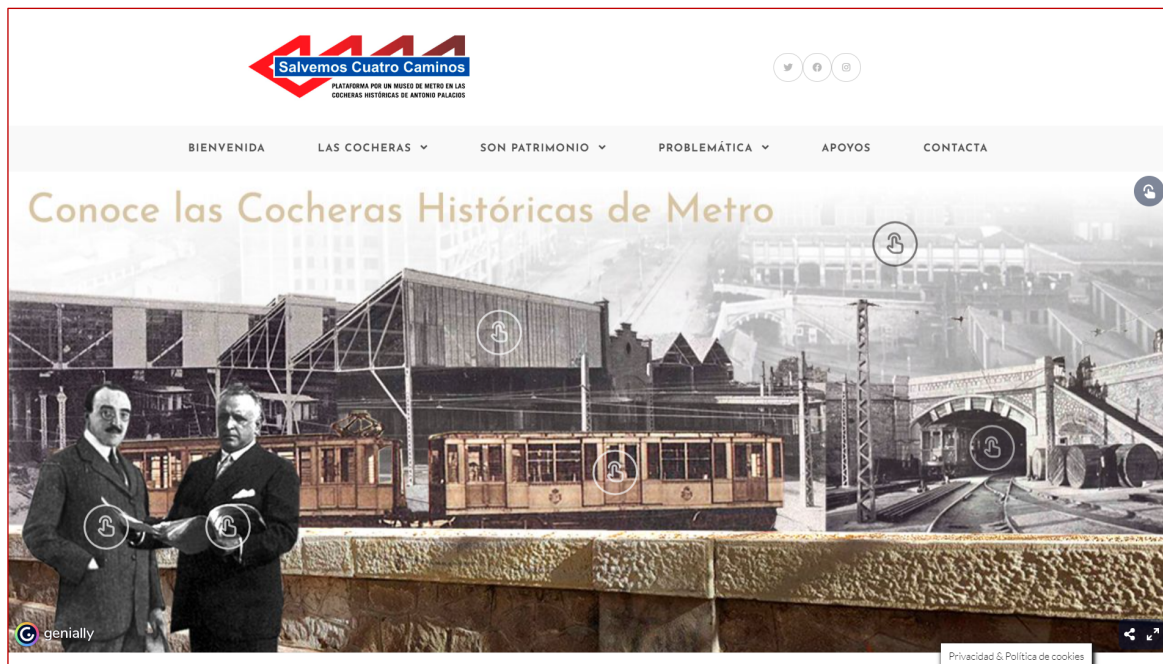 Salvemos Cuatro Caminos
PLATAFORMA POR UN MUSEO DE METRO EN LAS
COCHERAS HISTÓRICAS DE ANTONIO PALACIOS
BIENVENIDA LAS COCHERAS SON PATRIMONIO PROBLEMÁTICA APOYOS CONTACTA
Conoce las Cocheras Históricas de Metro
genially
Privacidad & Política de cookies